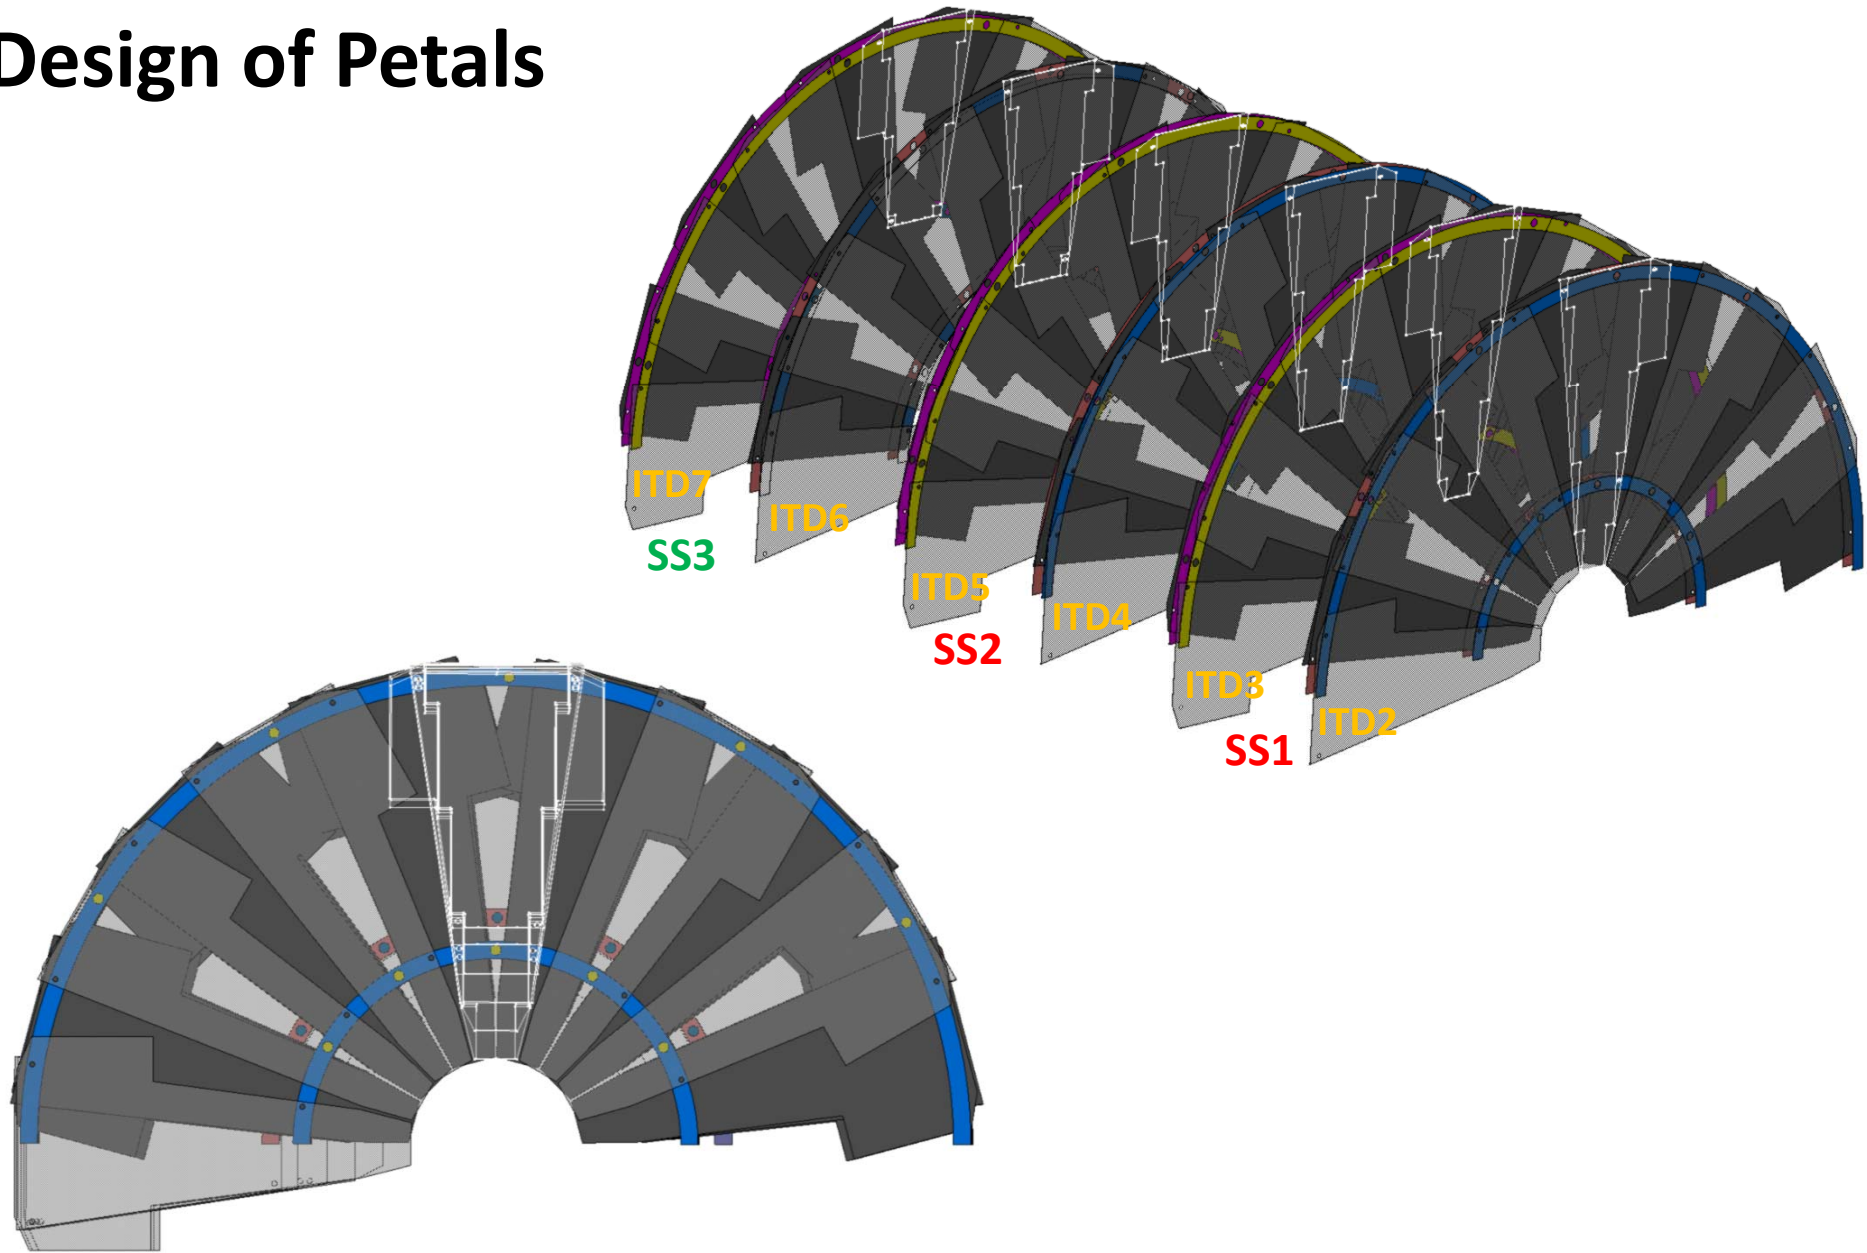 Design of Petals
ITD7
SS3
ITD6
ITD5
SS2
ITD4
ITD3
SS1
ITD2